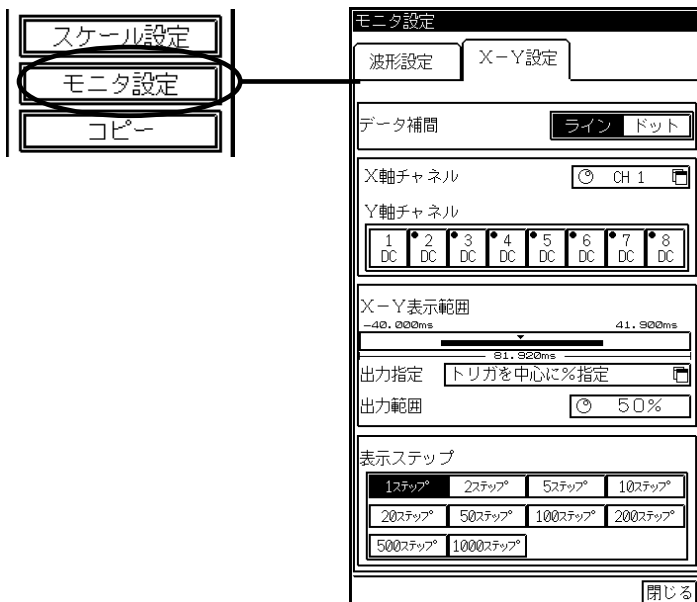 スケール設定
モニタ設定
コピー
モニタ設定
波形設定 X－Y設定
データ補間 ライン ドット
X軸チャネル CH 1
Y軸チャネル
1 2 3 4 5 6 7 8
DC DC DC DC DC DC DC DC
X－Y表示範囲
-40.000ms 41.900ms
81.920ms
出力指定 トリガを中心に%指定
出力範囲 50%
表示ステップ
1ステップ 2ステップ 5ステップ 10ステップ
20ステップ 50ステップ 100ステップ 200ステップ
500ステップ 1000ステップ
閉じる